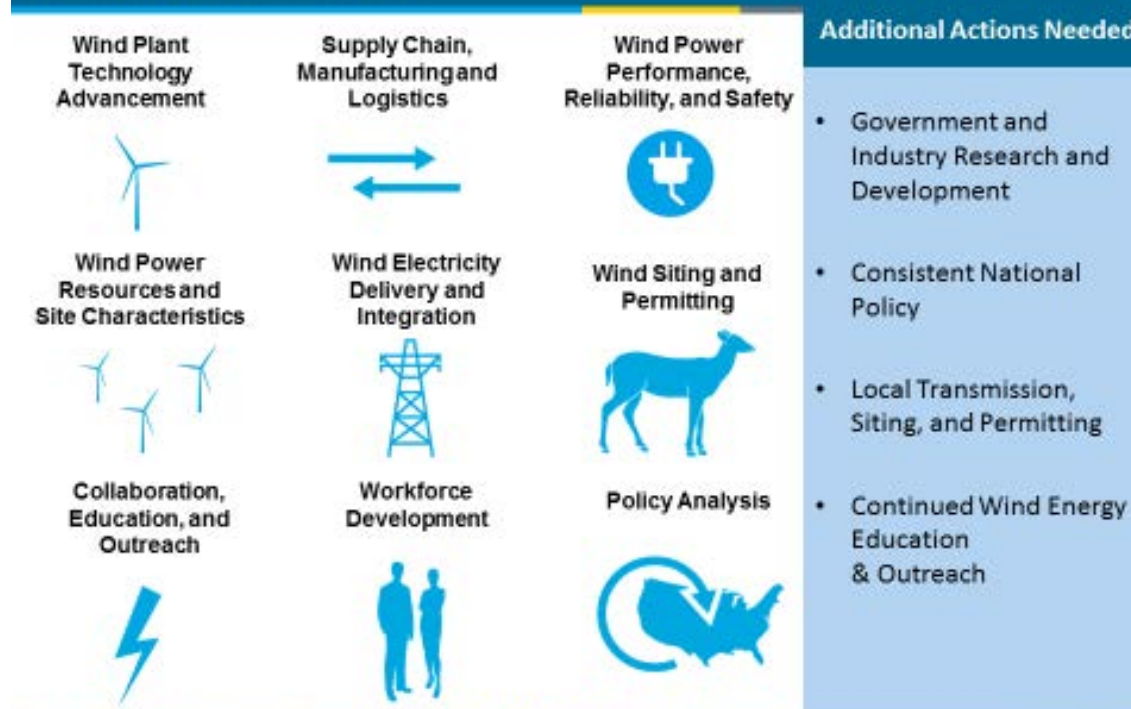 Wind Plant
Technology
Advancement
Supply Chain,
Manufacturing and
Logistics
Wind Power
Performance,
Reliability, and Safety
Wind Power
Resources and
Site Characteristics
Wind Electricity
Delivery and
Integration
Wind Siting and
Permitting
Collaboration,
Education, and
Outreach
Workforce
Development
Policy Analysis
Additional Actions Needed
• Government and
Industry Research and
Development
• Consistent National
Policy
• Local Transmission,
Siting, and Permitting
• Continued Wind Energy
Education
& Outreach